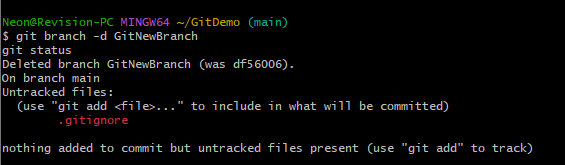 Neon@Revision-PC MINGW64 ~/GitDemo (main)
$ git branch -d GitNewBranch
git status
Deleted branch GitNewBranch (was df56006).
On branch main
Untracked files:
  (use "git add <file>..." to include in what will be committed)
        .gitignore

nothing added to commit but untracked files present (use "git add" to track)